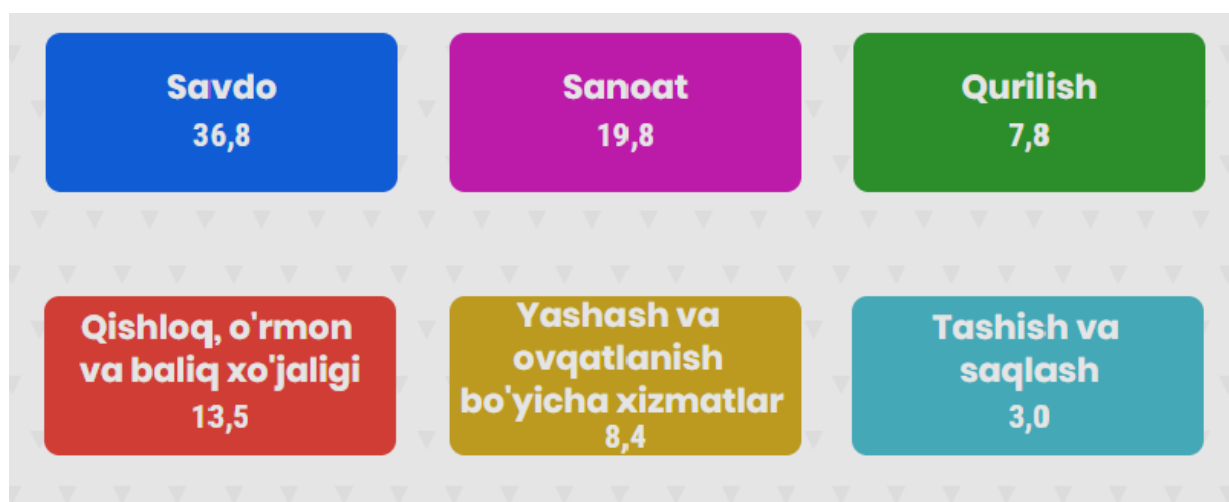 Savdo
36,8
Sanoat
19,8
Qurilish
7,8
Qishloq, o'rmon
va baliq xo'jaligi
13,5
Yashash va
ovqatlanish
bo'yicha xizmatlar
8,4
Tashish va
saqlash
3,0